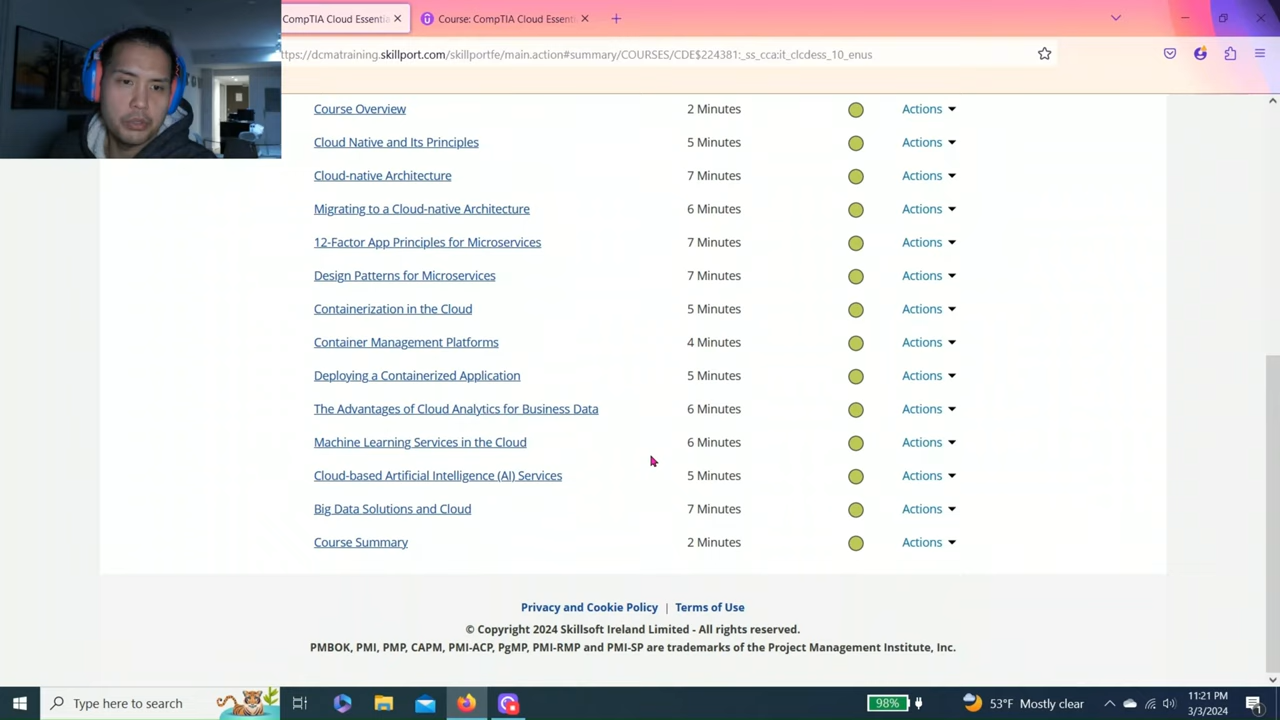 CompTIA Cloud Essentia
Course: CompTIA Cloud Essenti
ttps://dcmatraining.skillport.com/skillportfe/main.action#summary/COURSES/CDE$224381:_ss_cca:it_clcdess_10_enus
Course Overview 2 Minutes Actions
Cloud Native and Its Principles 5 Minutes Actions
Cloud-native Architecture 7 Minutes Actions
Migrating to a Cloud-native Architecture 6 Minutes Actions
12-Factor App Principles for Microservices 7 Minutes Actions
Design Patterns for Microservices 7 Minutes Actions
Containerization in the Cloud 5 Minutes Actions
Container Management Platforms 4 Minutes Actions
Deploying a Containerized Application 5 Minutes Actions
The Advantages of Cloud Analytics for Business Data 6 Minutes Actions
Machine Learning Services in the Cloud 6 Minutes Actions
Cloud-based Artificial Intelligence (AI) Services 5 Minutes Actions
Big Data Solutions and Cloud 7 Minutes Actions
Course Summary 2 Minutes Actions
Privacy and Cookie Policy | Terms of Use
© Copyright 2024 Skillsoft Ireland Limited - All rights reserved.
PMBOK, PMI, PMP, CAPM, PMI-ACP, PgMP, PMI-RMP and PMI-SP are trademarks of the Project Management Institute, Inc.
Type here to search
98%
53°F Mostly clear
11:21 PM
3/3/2024
1